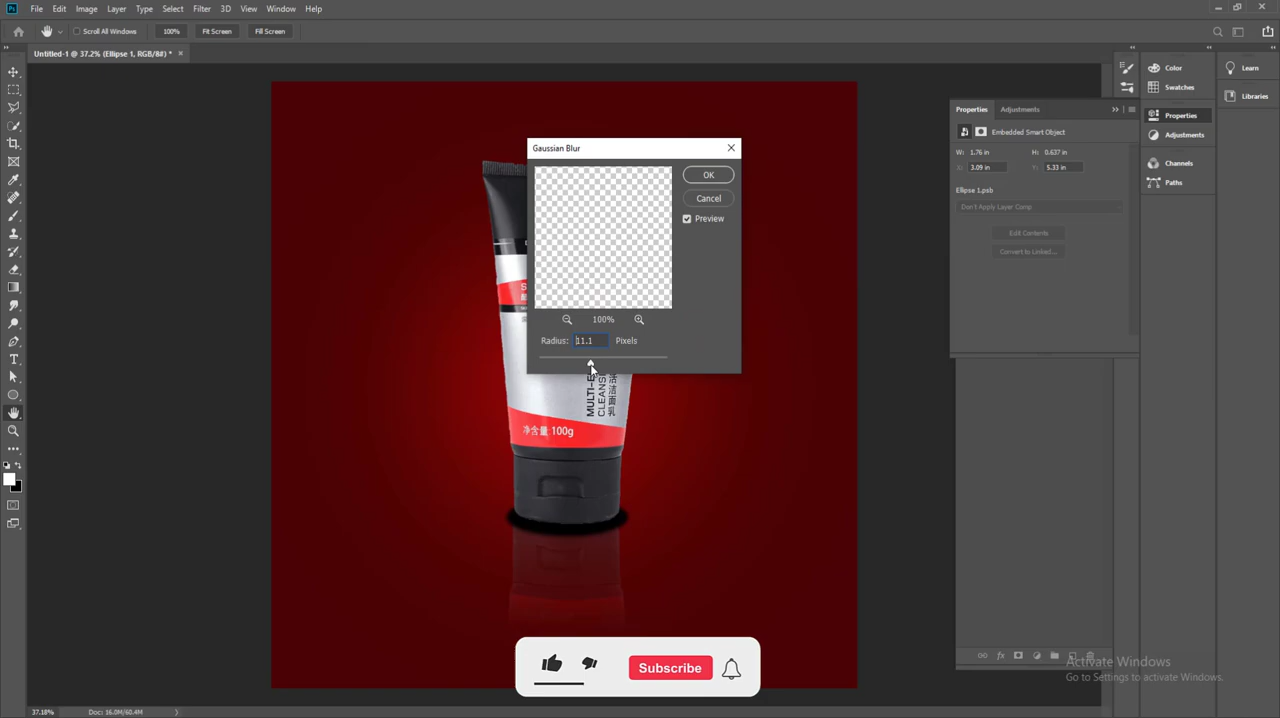 Ps File Edit Image Layer Type Select Filter 3D View Window Help
Scroll All Windows 100% Fit Screen Fill Screen
Untitled-1 @ 37.2% (Ellipse 1, RGB/8#) * ×
Color
Swatches
Properties
Adjustments
Channels
Paths
Learn
Libraries
Properties Adjustments
Embedded Smart Object
W: 1.76 in H: 0.637 in
X: 3.09 in Y: 5.33 in
Ellipse 1.psb
Don't Apply Layer Comp
Edit Contents
Convert to Linked...
Gaussian Blur
OK
Cancel
Preview
100%
Radius: 11.1 Pixels
CLEANSI
净含量 100g
Subscribe
fx
Activate Windows
Go to Settings to activate Windows.
37.18% Doc: 16.0M/60.4M